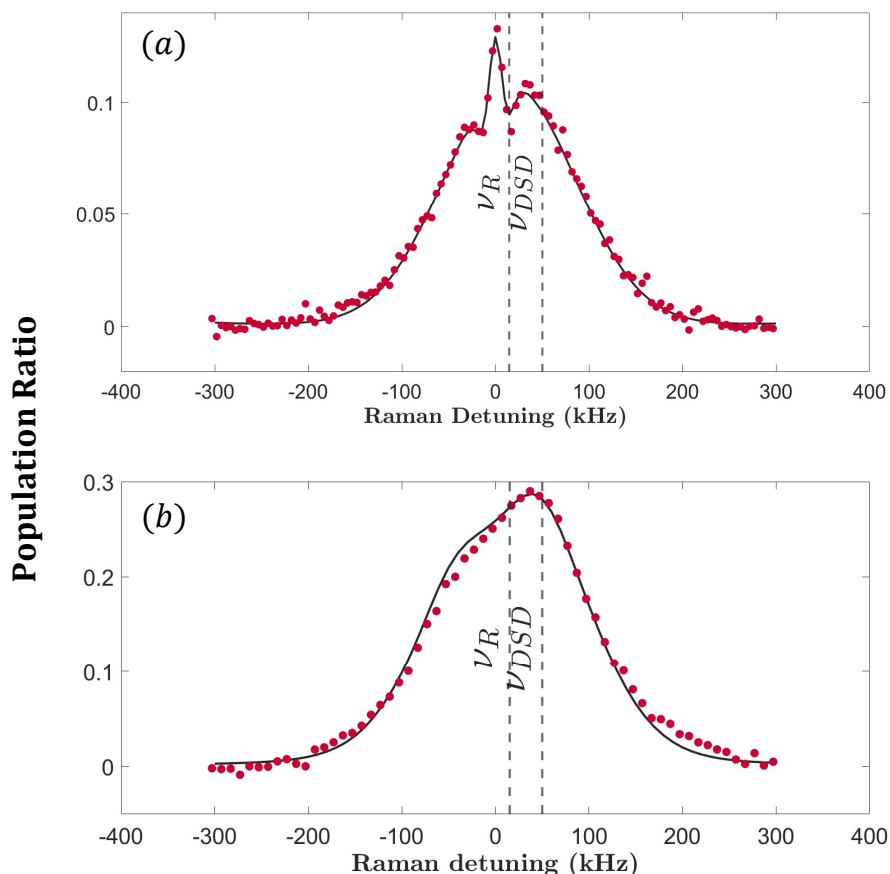 Population Ratio
(a)
0.1
0.05
0
ν_R
ν_DSD
-400 -300 -200 -100 0 100 200 300 400
Raman Detuning (kHz)
(b)
0.3
0.2
0.1
0
ν_R
ν_DSD
-400 -300 -200 -100 0 100 200 300 400
Raman detuning (kHz)